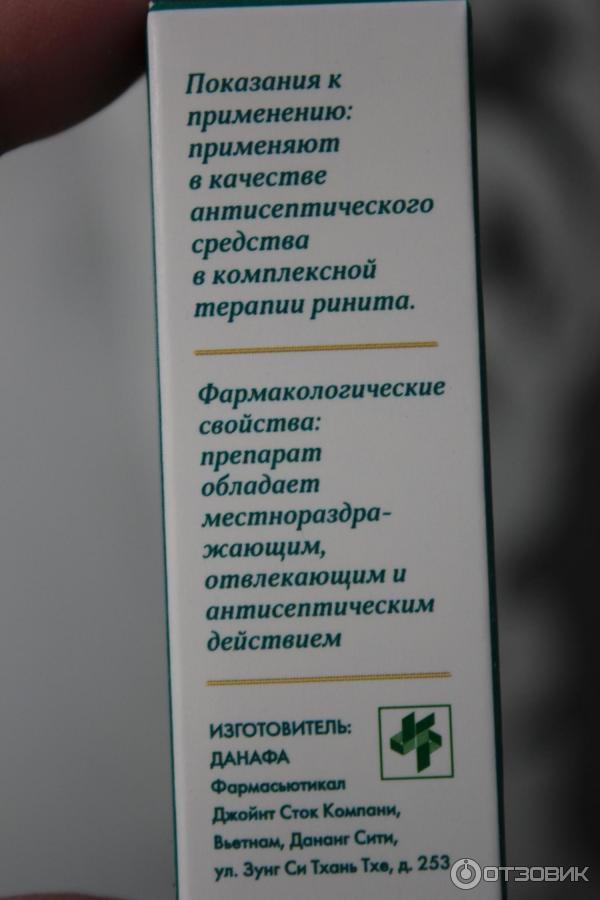 Показания к
применению:
применяют
в качестве
антисептического
средства
в комплексной
терапии ринита.
Фармакологические
свойства:
препарат
обладает
местнораздра-
жающим,
отвлекающим и
антисептическим
действием
ИЗГОТОВИТЕЛЬ:
ДАНАФА
Фармасьютикал
Джойнт Сток Компани,
Вьетнам, Дананг Сити,
ул. Зунг Си Тхань Тхе, д. 253
ОТЗОВИК